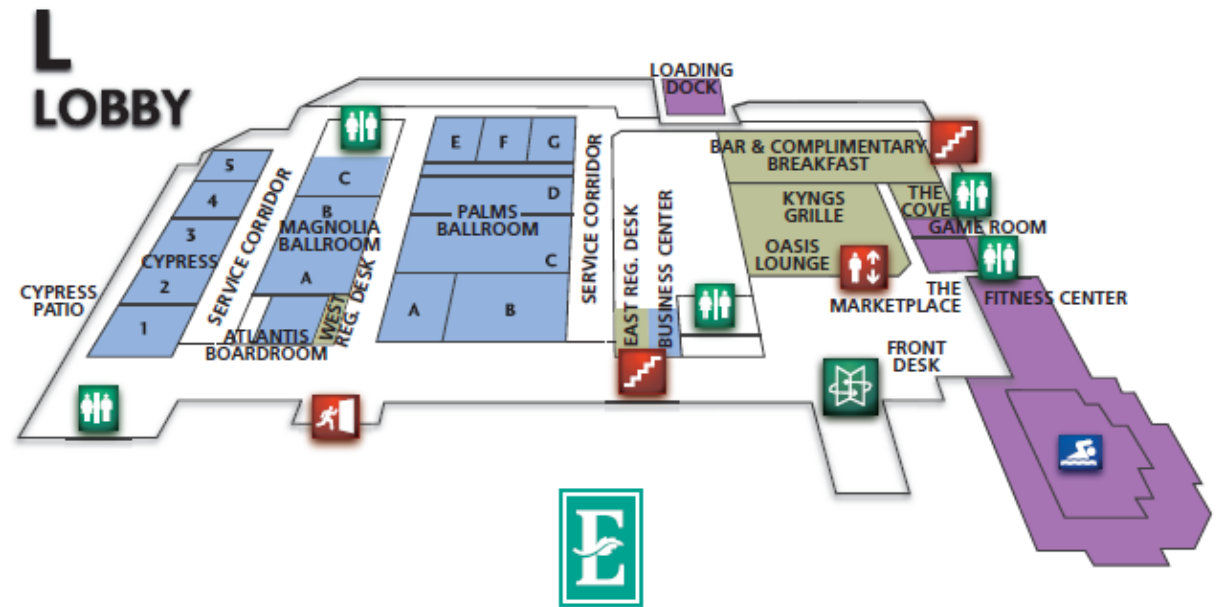 L
LOBBY
LOADING
DOCK
E
F
G
BAR & COMPLIMENTARY
BREAKFAST
5
4
3
CYPRESS
2
1
CYPRESS
PATIO
SERVICE CORRIDOR
C
B
MAGNOLIA
BALLROOM
A
ATLANTIS
BOARDROOM
WEST
REG. DESK
D
PALMS
BALLROOM
C
A
B
SERVICE CORRIDOR
EAST REG. DESK
BUSINESS CENTER
KYNGS
GRILLE
OASIS
LOUNGE
THE
COVE
GAME ROOM
THE
MARKETPLACE
FITNESS CENTER
FRONT
DESK
E